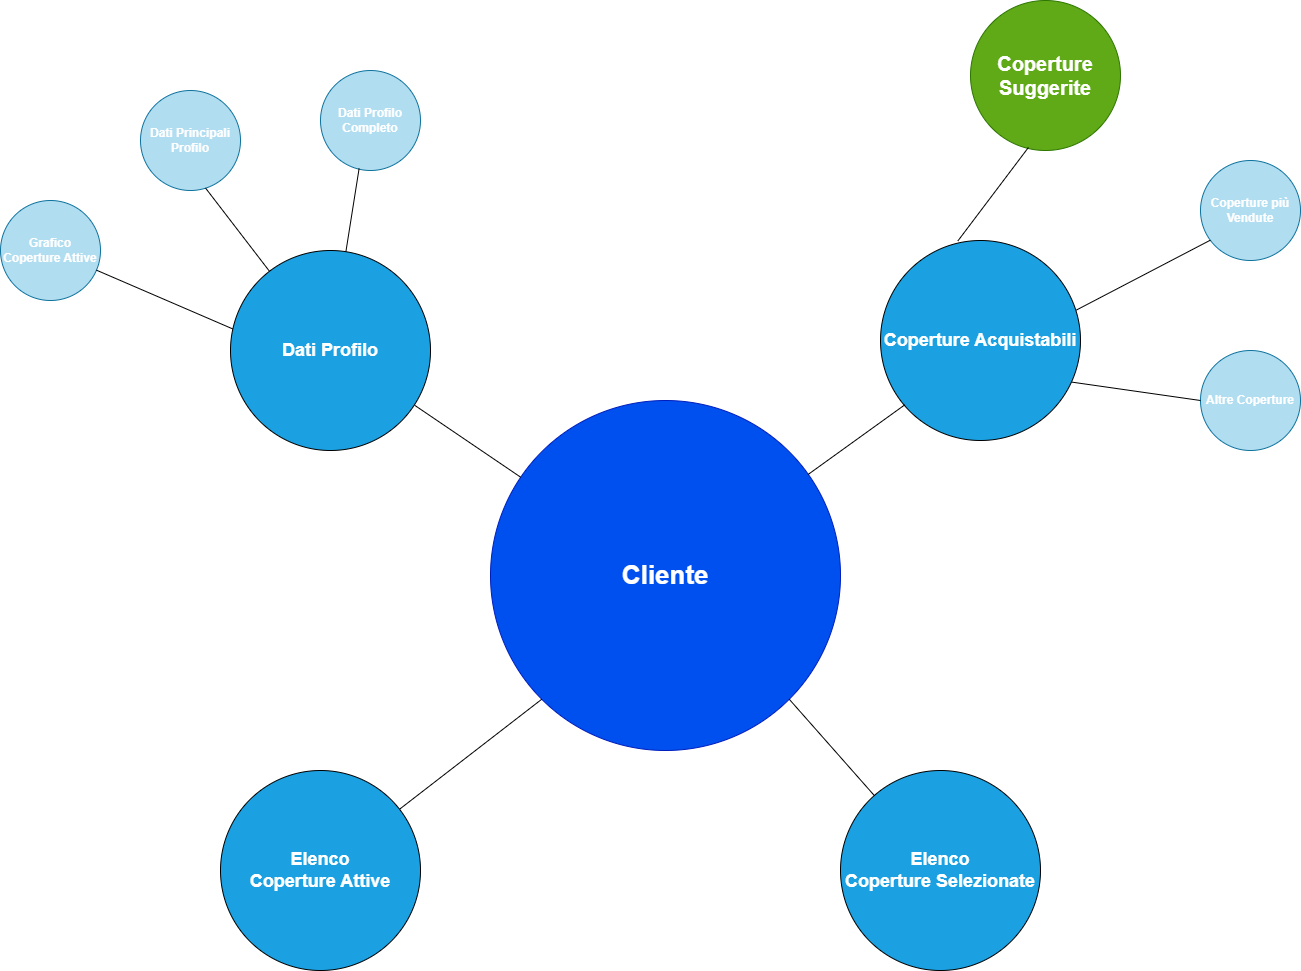 Coperture
Suggerite
Dati Profilo
Completo
Dati Principali
Profilo
Coperture più
Vendute
Grafico
Coperture Attive
Coperture Acquistabili
Dati Profilo
Altre Coperture
Cliente
Elenco
Coperture Attive
Elenco
Coperture Selezionate